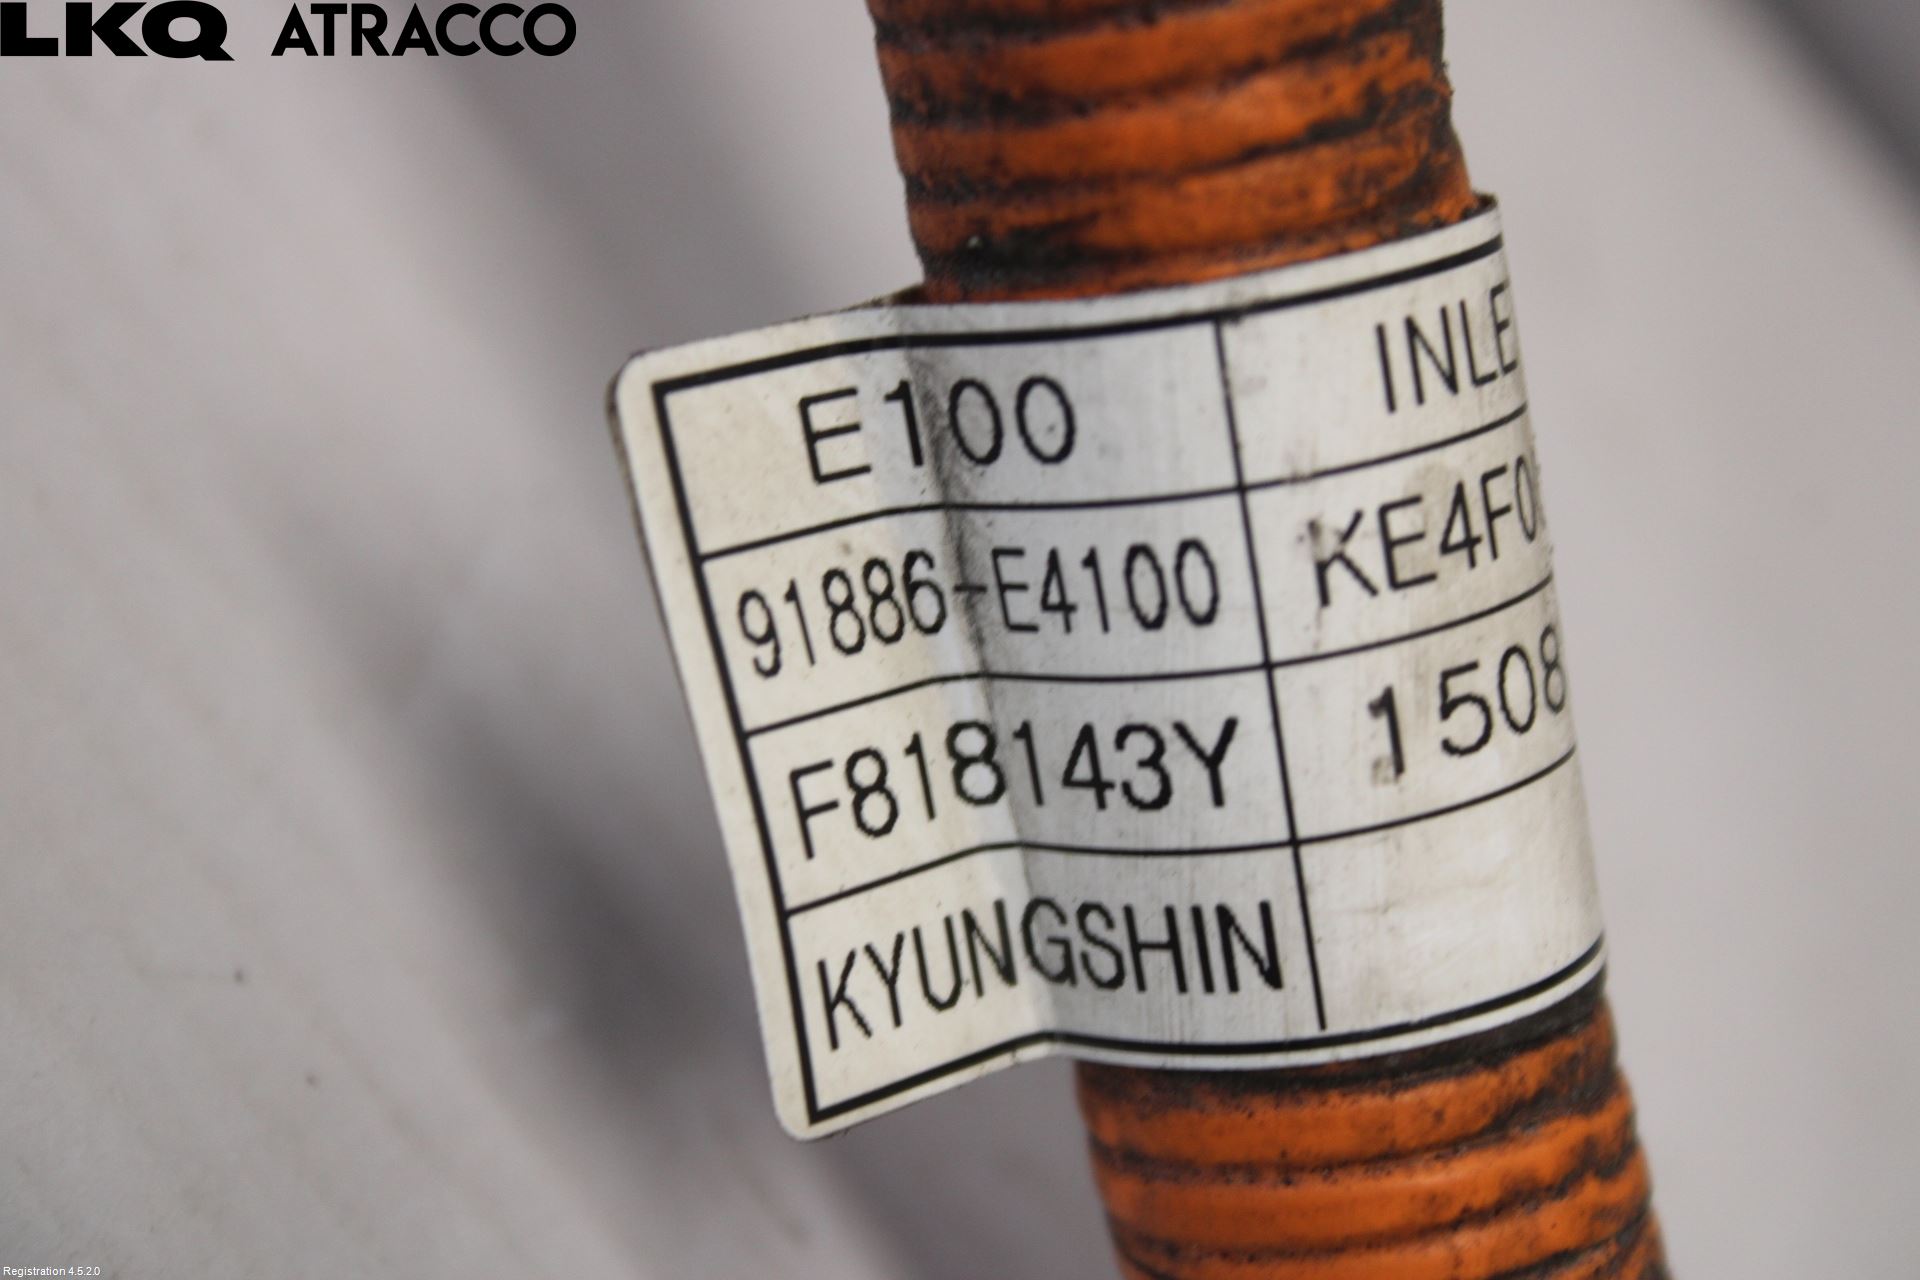 LKQ ATRACCO
E100 INLE
91886-E4100 KE4F0
F818143Y 1508
KYUNGSHIN
Registration 4.5.2.0